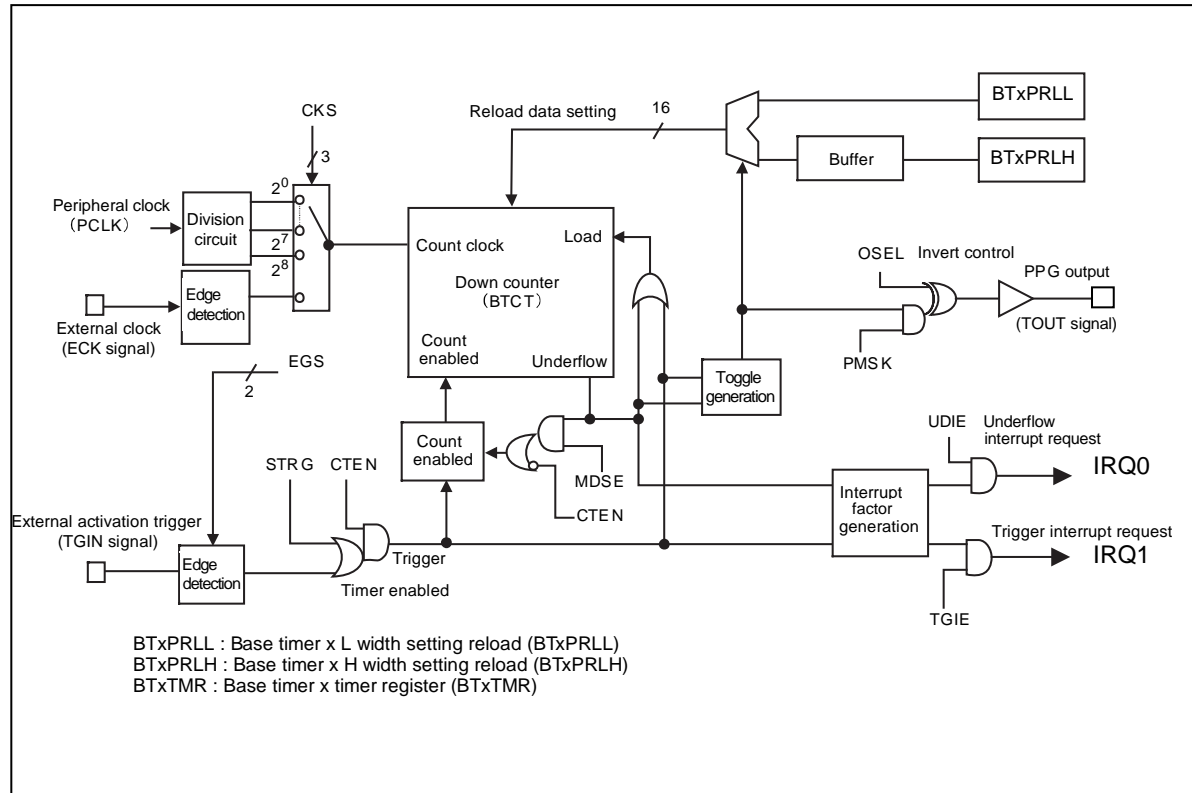 BTxPRLL
16
Reload data setting
CKS
3
Buffer
BTxPRLH
2⁰
Peripheral clock
（PCLK）
Division
circuit
2⁷
2⁸
Count clock
Load
Down counter
（BTCT）
OSEL
Invert control
PPG output
(TOUT signal)
Edge
detection
External clock
(ECK signal)
Count
enabled
Underflow
PMSK
EGS
2
Toggle
generation
Count
enabled
MDSE
CTEN
UDIE
Underflow
interrupt request
IRQ0
STRG
CTEN
Interrupt
factor
generation
External activation trigger
(TGIN signal)
Edge
detection
Trigger
Timer enabled
Trigger interrupt request
IRQ1
TGIE
BTxPRLL : Base timer x L width setting reload (BTxPRLL)
BTxPRLH : Base timer x H width setting reload (BTxPRLH)
BTxTMR : Base timer x timer register (BTxTMR)